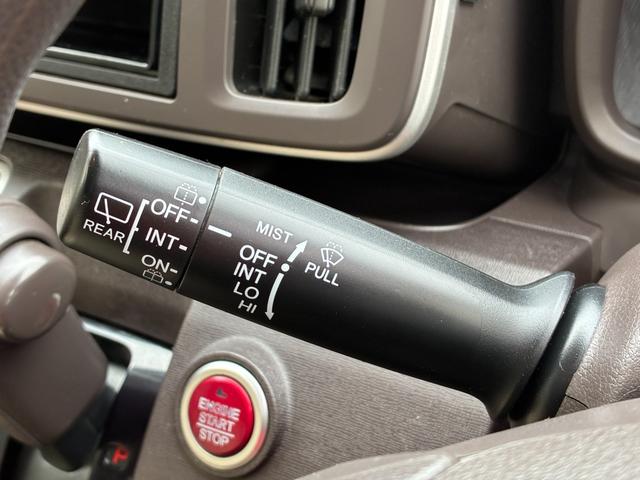 OFF
INT
ON
REAR
MIST
OFF
INT
LO
HI
PULL
ENGINE
START
STOP
P